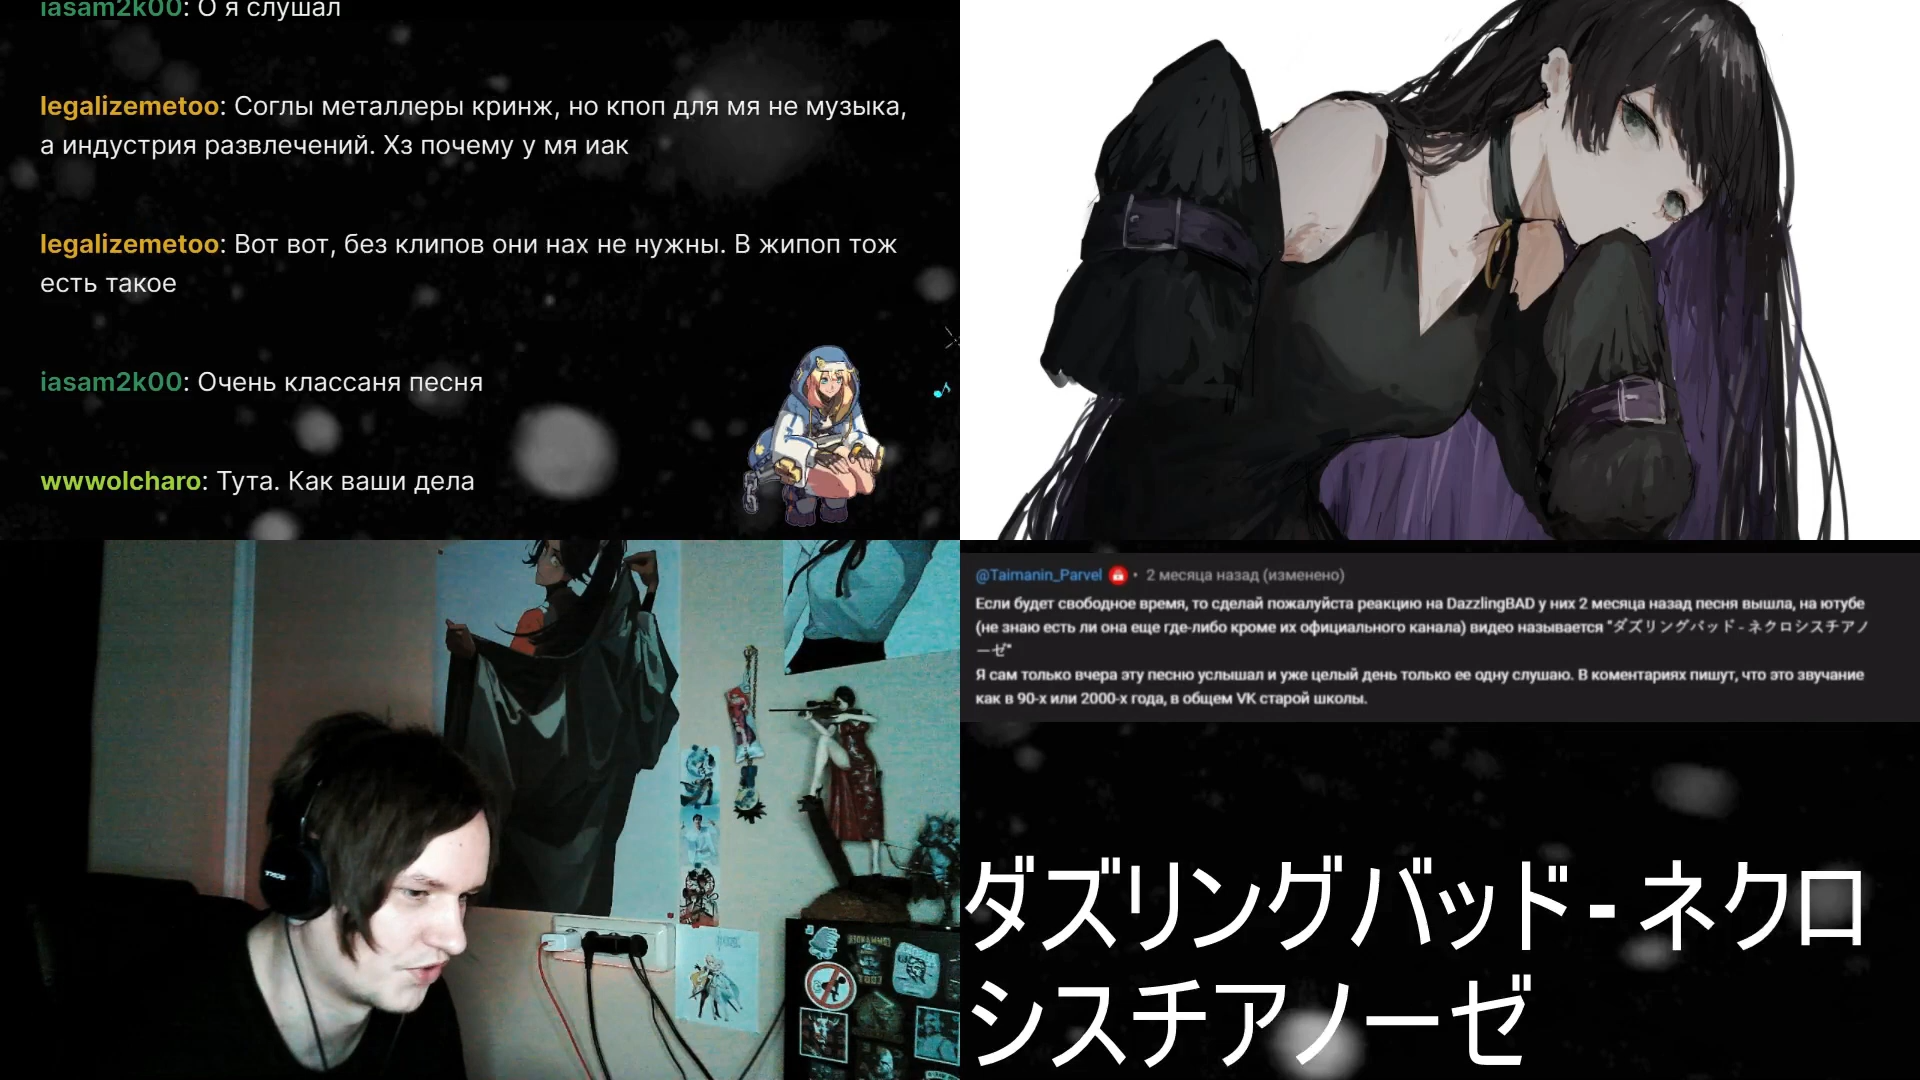 iasam2k00: О я слушал
legalizemetoo: Соглы металлеры кринж, но кпоп для мя не музыка,
а индустрия развлечений. Хз почему у мя иак
legalizemetoo: Вот вот, без клипов они нах не нужны. В жипоп тож
есть такое
iasam2k00: Очень классаня песня
wwwolcharo: Тута. Как ваши дела
@Taimanin_Parvel • 2 месяца назад (изменено)
Если будет свободное время, то сделай пожалуйста реакцию на DazzlingBAD у них 2 месяца назад песня вышла, на ютубе
(не знаю есть ли она еще где-либо кроме их официального канала) видео называется "ダズリングバッド - ネクロシスチアノ
ーゼ"
Я сам только вчера эту песню услышал и уже целый день только ее одну слушаю. В коментариях пишут, что это звучание
как в 90-х или 2000-х года, в общем VK старой школы.
ダズリングバッド - ネクロ
シスチアノーゼ